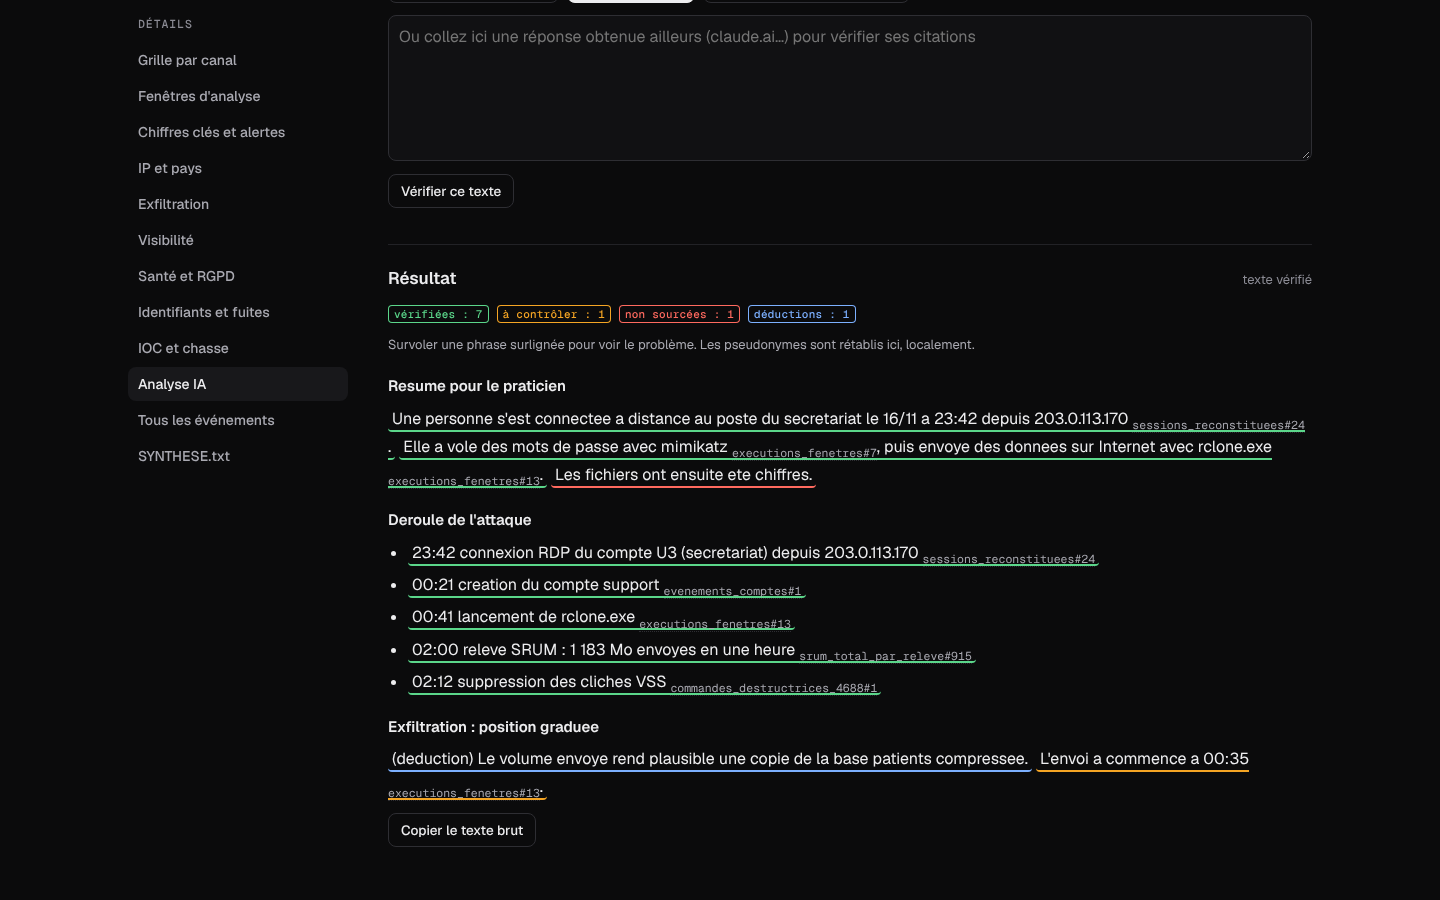 DÉTAILS
Grille par canal
Fenêtres d'analyse
Chiffres clés et alertes
IP et pays
Exfiltration
Visibilité
Santé et RGPD
Identifiants et fuites
IOC et chasse
Analyse IA
Tous les événements
SYNTHESE.txt
Ou collez ici une réponse obtenue ailleurs (claude.ai…) pour vérifier ses citations
Vérifier ce texte
Résultat
texte vérifié
vérifiées : 7
à contrôler : 1
non sourcées : 1
déductions : 1
Survoler une phrase surlignée pour voir le problème. Les pseudonymes sont rétablis ici, localement.
Resume pour le praticien
Une personne s'est connectee a distance au poste du secretariat le 16/11 a 23:42 depuis 203.0.113.170 sessions_reconstituees#24
. Elle a vole des mots de passe avec mimikatz executions_fenetres#7, puis envoye des donnees sur Internet avec rclone.exe
executions_fenetres#13. Les fichiers ont ensuite ete chiffres.
Deroule de l'attaque
• 23:42 connexion RDP du compte U3 (secretariat) depuis 203.0.113.170 sessions_reconstituees#24
• 00:21 creation du compte support evenements_comptes#1
• 00:41 lancement de rclone.exe executions_fenetres#13
• 02:00 releve SRUM : 1 183 Mo envoyes en une heure srum_total_par_releve#915
• 02:12 suppression des cliches VSS commandes_destructrices_4688#1
Exfiltration : position graduee
(deduction) Le volume envoye rend plausible une copie de la base patients compressee. L'envoi a commence a 00:35
executions_fenetres#13.
Copier le texte brut